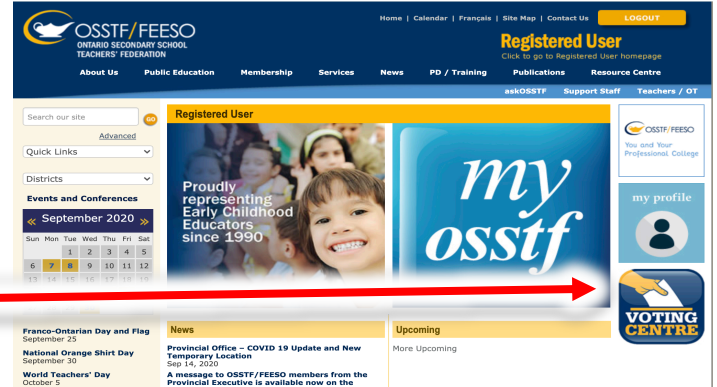 OSSTF/FEESO
ONTARIO SECONDARY SCHOOL
TEACHERS' FEDERATION
Home | Calendar | Français | Site Map | Contact Us
LOGOUT
Registered User
Click to go to Registered User homepage
About Us Public Education Membership Services News PD / Training Publications Resource Centre
askOSSTF Support Staff Teachers / OT
Search our site
GO
Advanced
Quick Links
Districts
Events and Conferences
« September 2020 »
Sun Mon Tue Wed Thu Fri Sat
1 2 3 4 5
6 7 8 9 10 11 12
13 14 15 16 17 18 19
Franco-Ontarian Day and Flag
September 25
National Orange Shirt Day
September 30
World Teachers' Day
October 5
Registered User
Proudly
representing
Early Childhood
Educators
since 1990
my
osstf
News
Provincial Office – COVID 19 Update and New
Temporary Location
Sep 14, 2020
A message to OSSTF/FEESO members from the
Provincial Executive is available now on the
Upcoming
More Upcoming
OSSTF/FEESO
You and Your
Professional College
my profile
VOTING
CENTRE